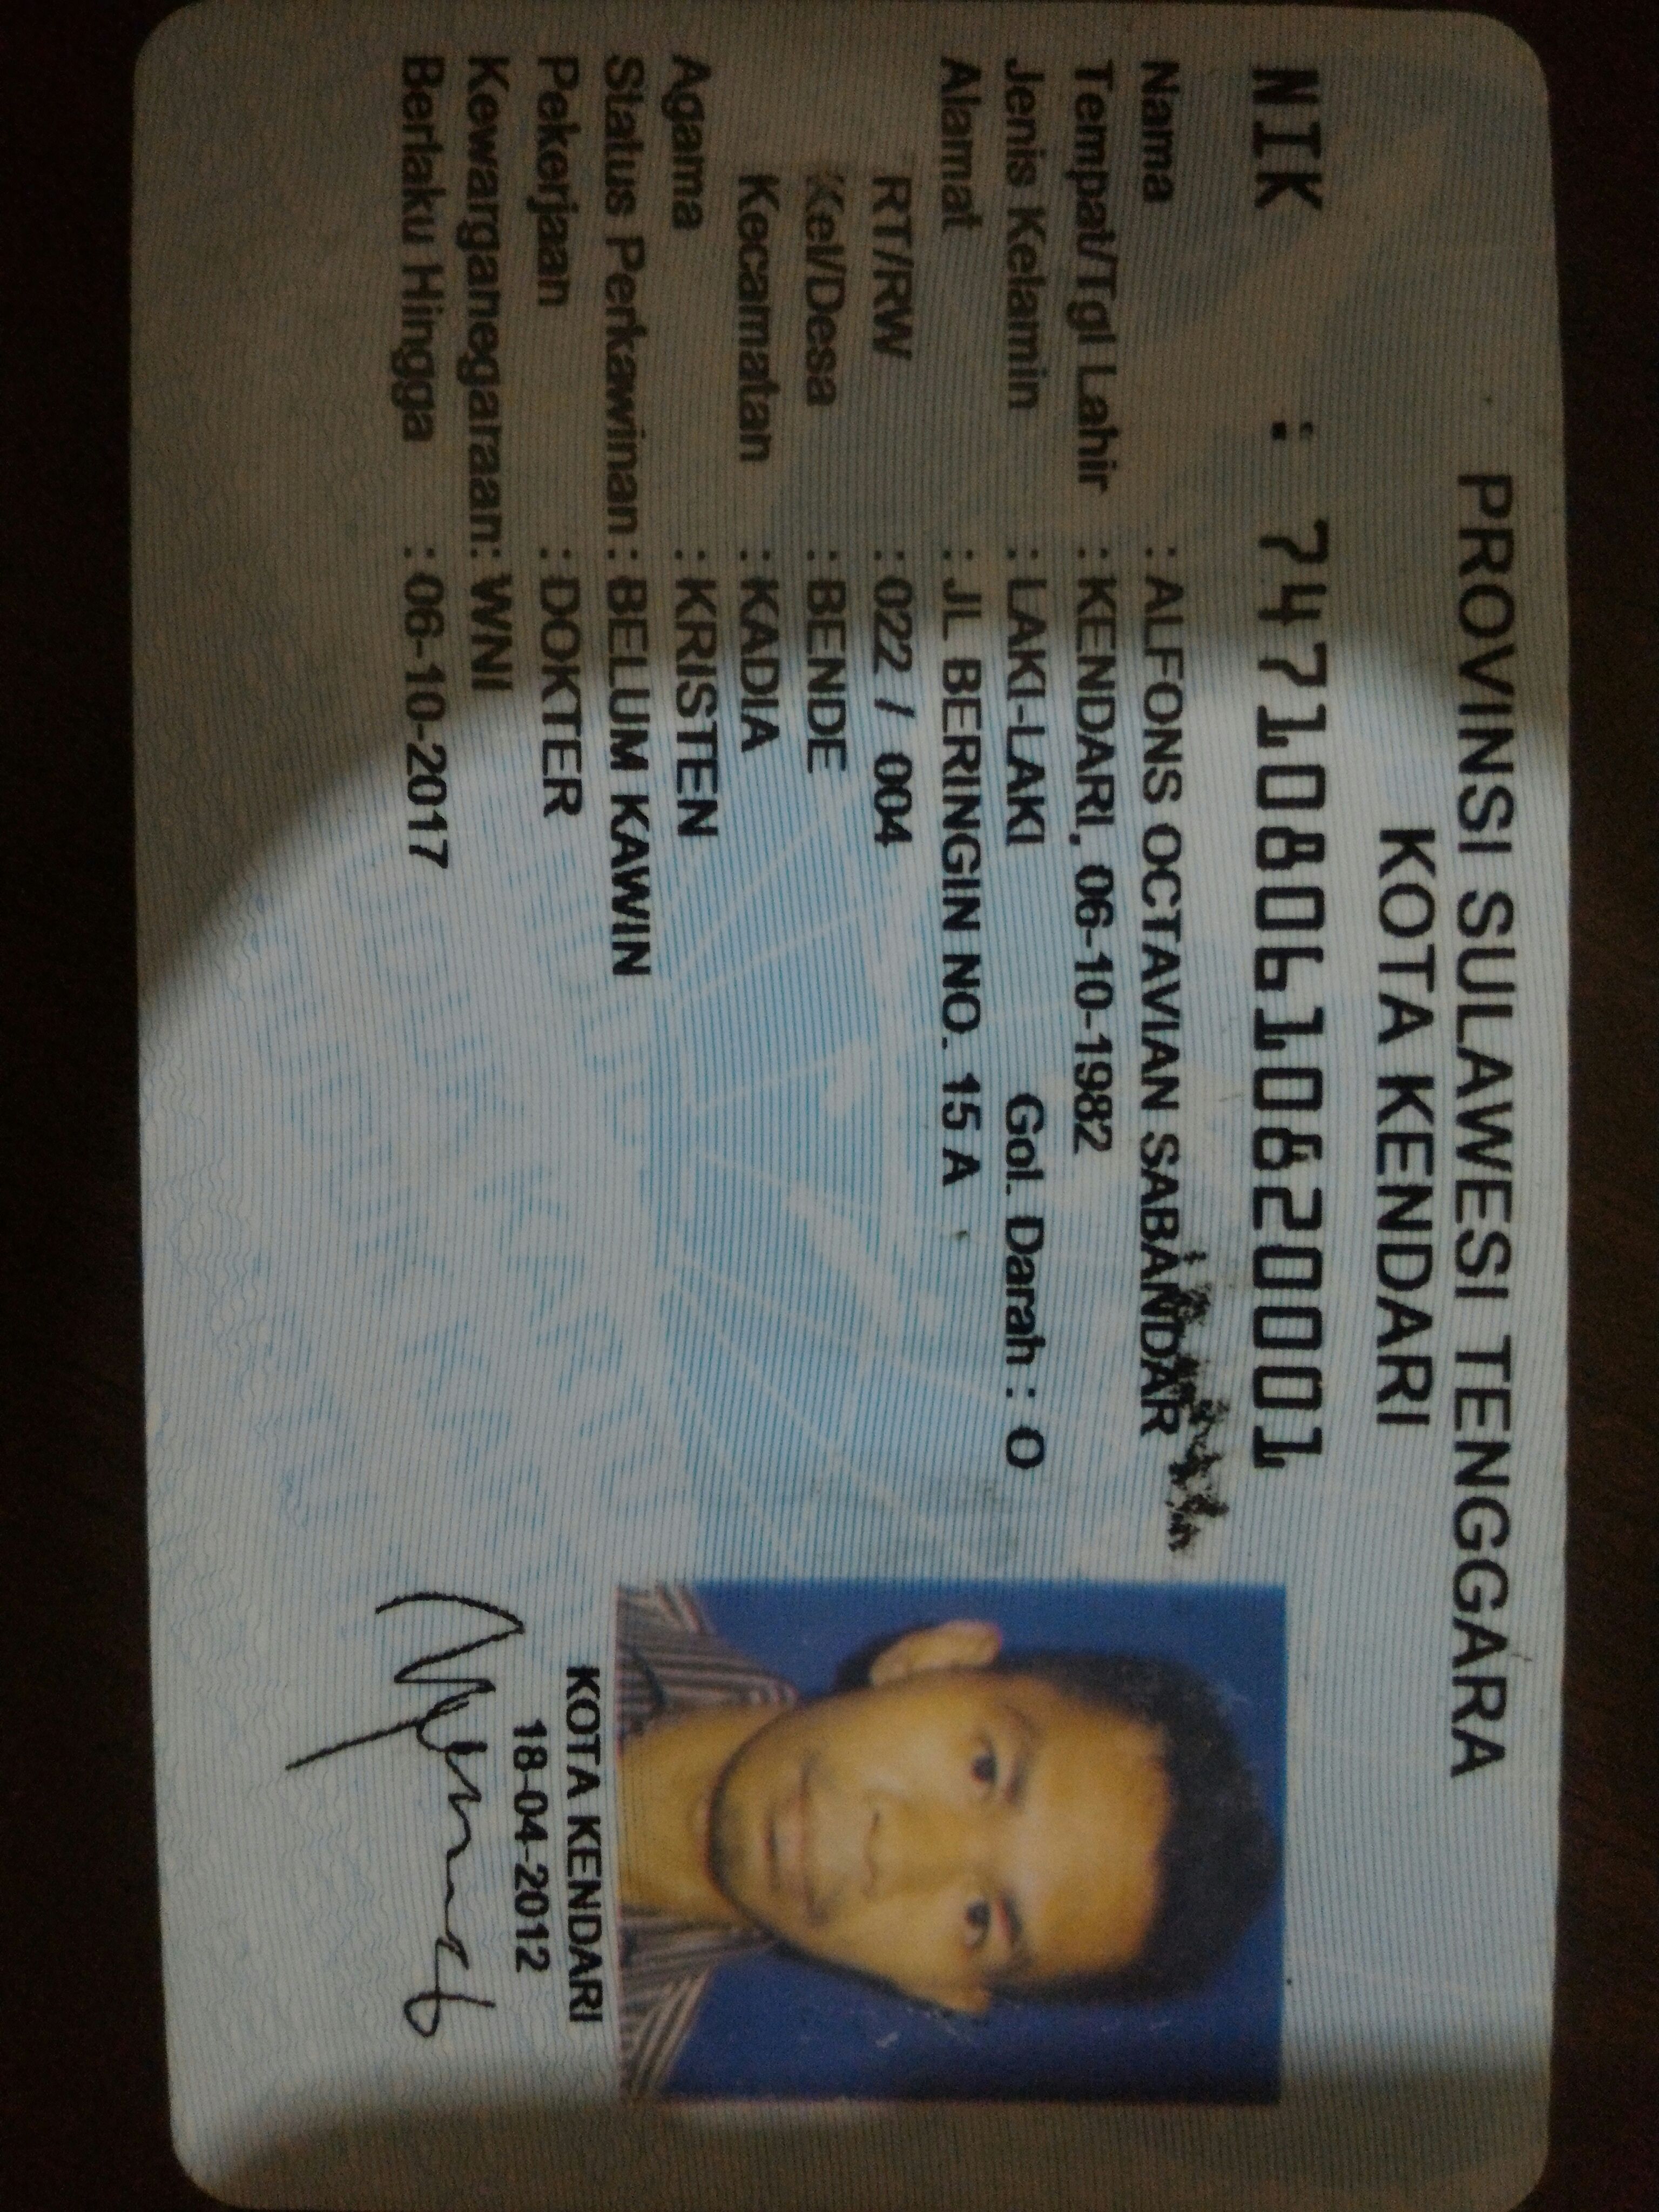 PROVINSI SULAWESI TENGGARA
KOTA KENDARI
NIK : 7471080610820001
Nama : ALFONS OCTAVIAN SABANDAR
Tempat/Tgl Lahir : KENDARI, 06-10-1982
Jenis Kelamin : LAKI-LAKI Gol. Darah : O
Alamat : JL BERINGIN NO. 15 A
RT/RW : 022 / 004
Kel/Desa : BENDE
Kecamatan : KADIA
Agama : KRISTEN
Status Perkawinan : BELUM KAWIN
Pekerjaan : DOKTER
Kewarganegaraan: WNI
Berlaku Hingga : 06-10-2017
KOTA KENDARI
18-04-2012